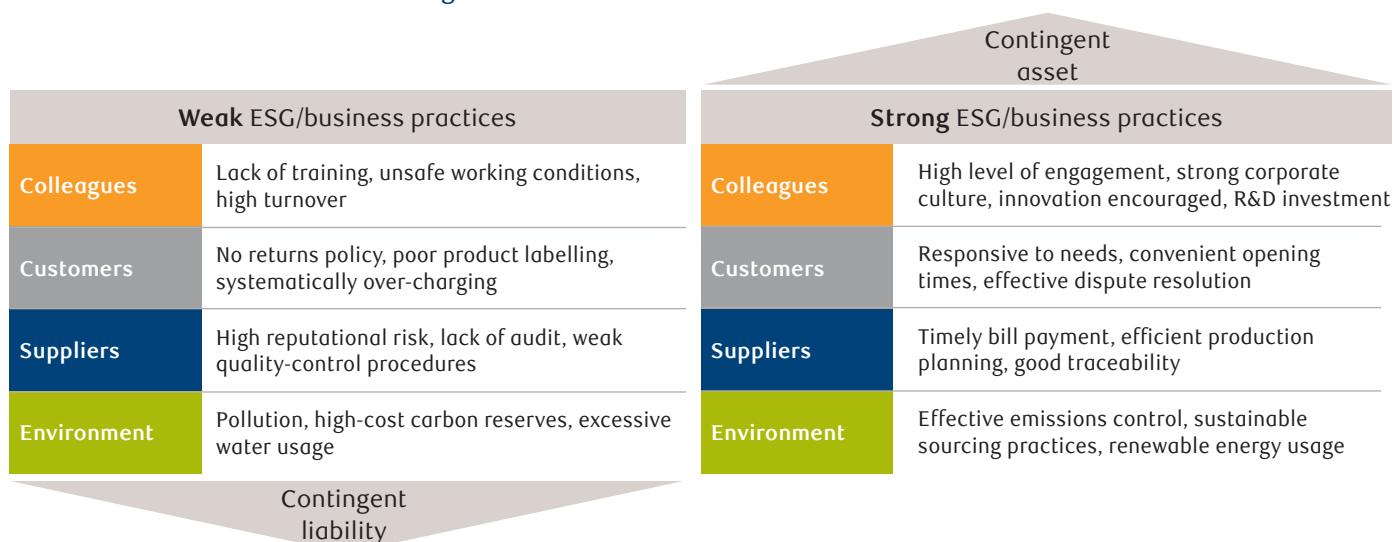 Contingent
asset
Weak ESG/business practices
Colleagues
Lack of training, unsafe working conditions,
high turnover
Customers
No returns policy, poor product labelling,
systematically over-charging
Suppliers
High reputational risk, lack of audit, weak
quality-control procedures
Environment
Pollution, high-cost carbon reserves, excessive
water usage
Contingent
liability
Strong ESG/business practices
Colleagues
High level of engagement, strong corporate
culture, innovation encouraged, R&D investment
Customers
Responsive to needs, convenient opening
times, effective dispute resolution
Suppliers
Timely bill payment, efficient production
planning, good traceability
Environment
Effective emissions control, sustainable
sourcing practices, renewable energy usage